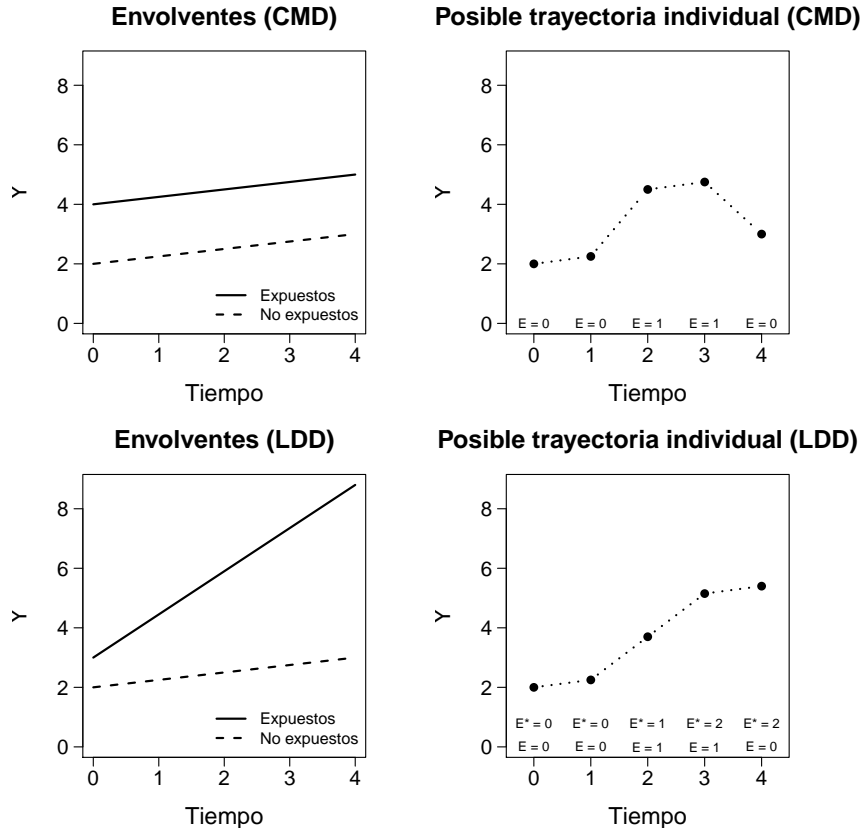 Envolventes (CMD)
Posible trayectoria individual (CMD)
Y
8
6
4
2
0
Expuestos
No expuestos
0 1 2 3 4
Tiempo
Y
8
6
4
2
0
E = 0 E = 0 E = 1 E = 1 E = 0
0 1 2 3 4
Tiempo
Envolventes (LDD)
Posible trayectoria individual (LDD)
Y
8
6
4
2
0
Expuestos
No expuestos
0 1 2 3 4
Tiempo
Y
8
6
4
2
0
E* = 0 E* = 0 E* = 1 E* = 2 E* = 2
E = 0 E = 0 E = 1 E = 1 E = 0
0 1 2 3 4
Tiempo